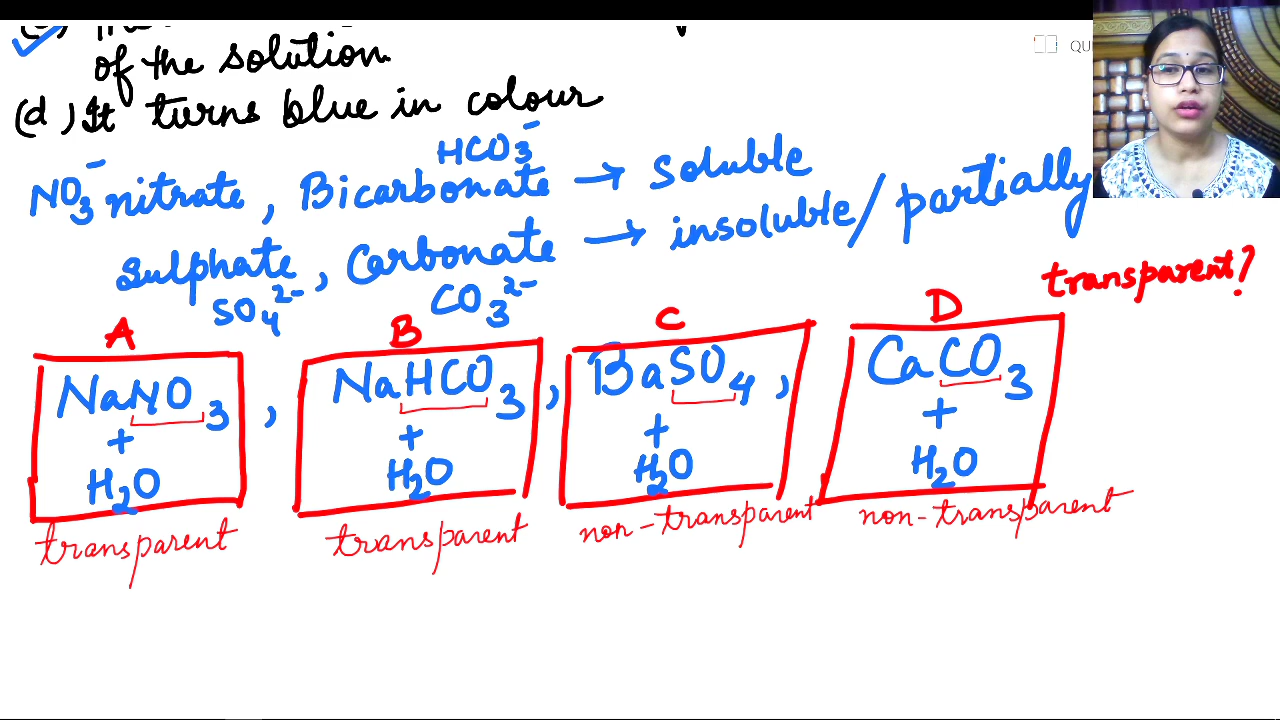 of the solution.
(d) It turns blue in colour
HCO₃⁻
NO₃⁻ nitrate, Bicarbonate → soluble
Sulphate, Carbonate → insoluble/partially
SO₄²⁻ CO₃²⁻
transparent?
A B C D
NaNO₃, NaHCO₃, BaSO₄, CaCO₃
+ + + +
H₂O H₂O H₂O H₂O
transparent transparent non-transparent non-transparent